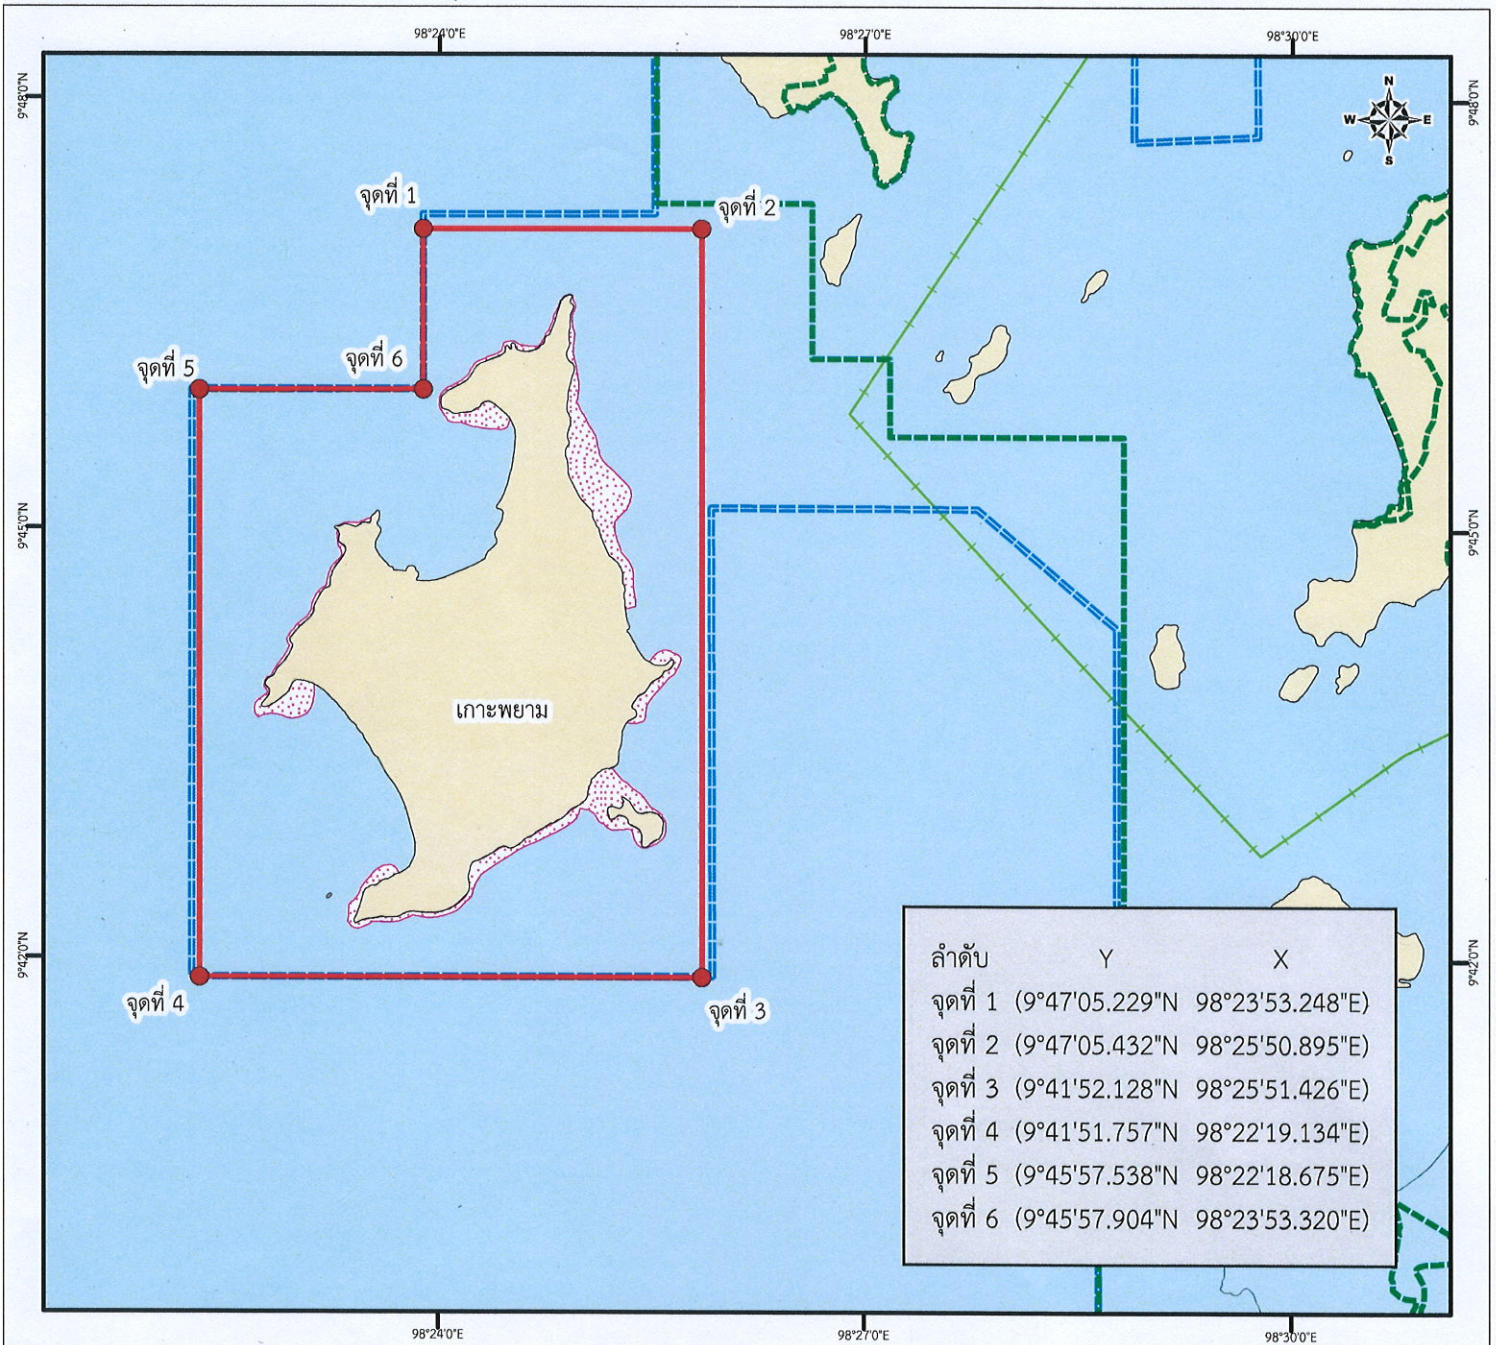 98°24'0"E 98°27'0"E 98°30'0"E
9°48'0"N 9°48'0"N
N
W E
S
จุดที่ 1
จุดที่ 2
จุดที่ 6
จุดที่ 5
9°45'0"N 9°45'0"N
เกาะพยาม
9°42'0"N 9°42'0"N
จุดที่ 4
จุดที่ 3
ลำดับ Y X
จุดที่ 1 (9°47'05.229"N 98°23'53.248"E)
จุดที่ 2 (9°47'05.432"N 98°25'50.895"E)
จุดที่ 3 (9°41'52.128"N 98°25'51.426"E)
จุดที่ 4 (9°41'51.757"N 98°22'19.134"E)
จุดที่ 5 (9°45'57.538"N 98°22'18.675"E)
จุดที่ 6 (9°45'57.904"N 98°23'53.320"E)
98°24'0"E 98°27'0"E 98°30'0"E